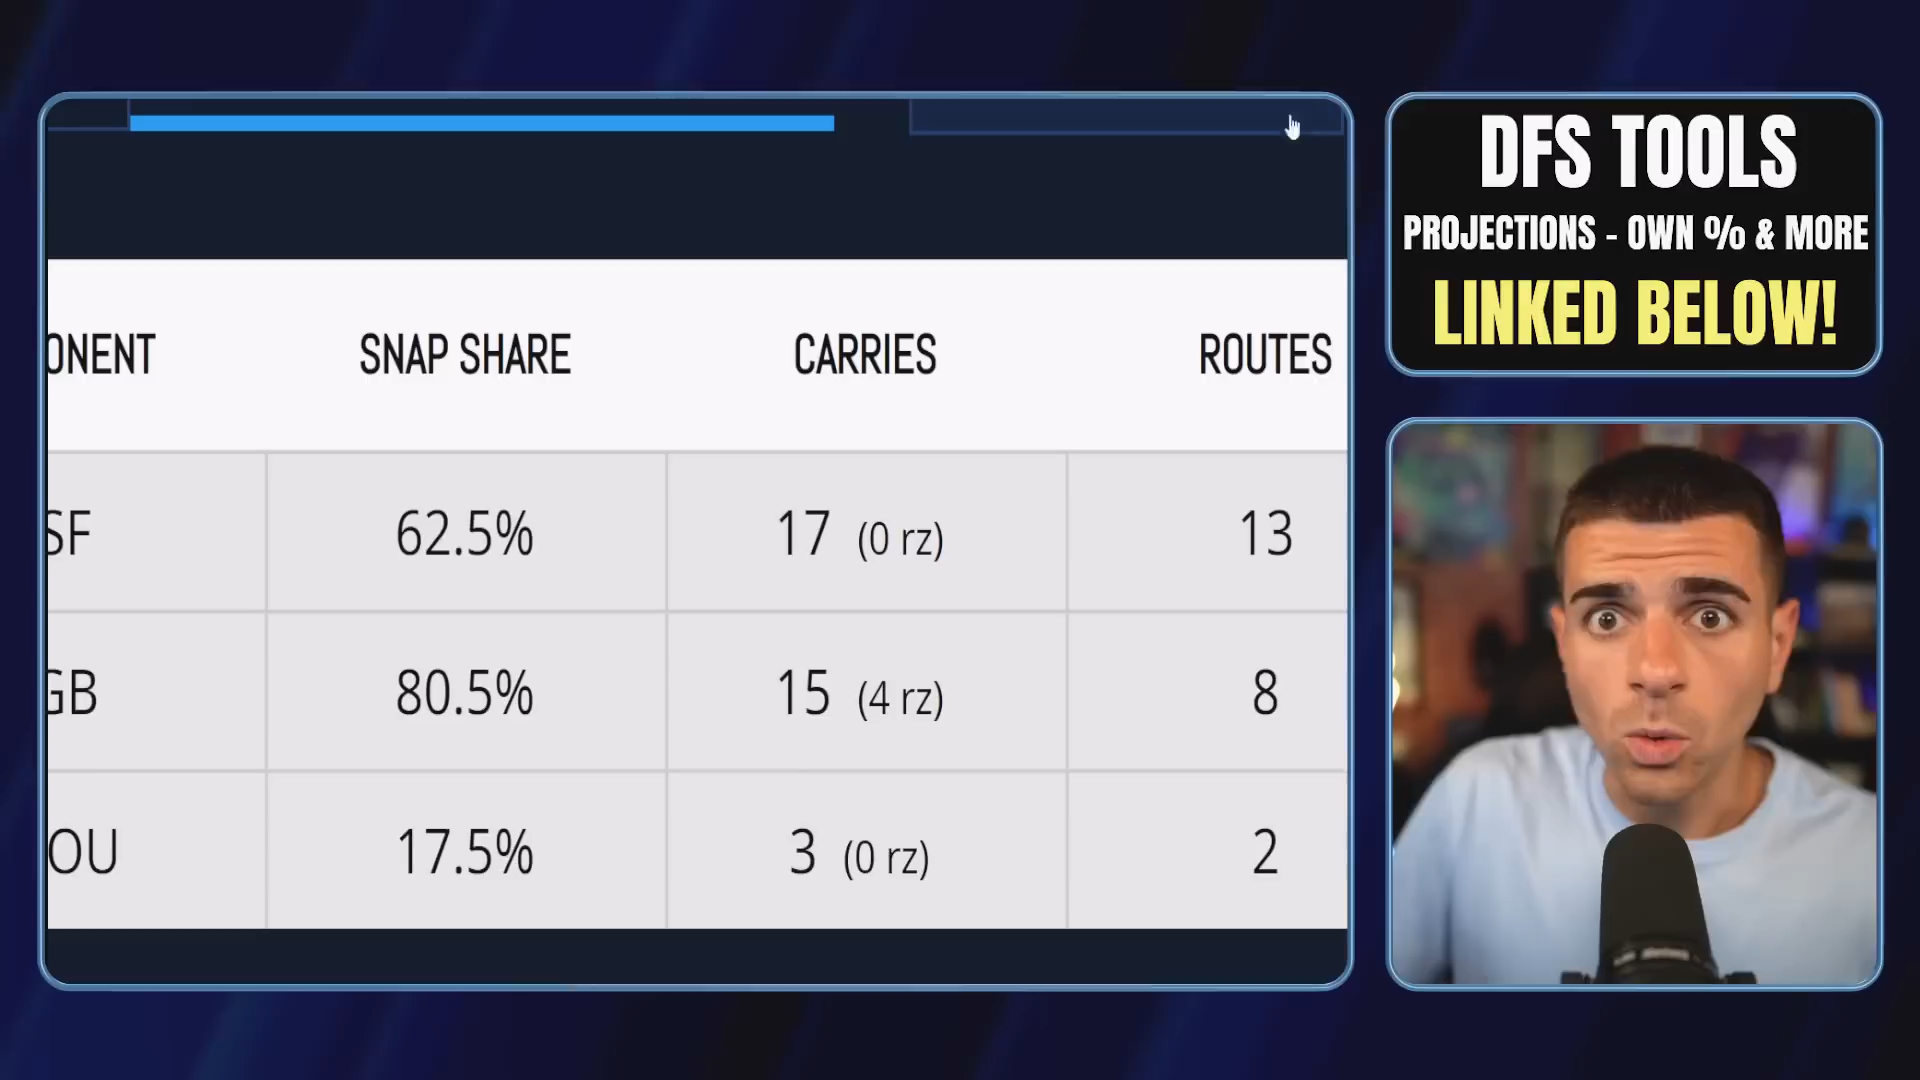 ONENT SNAP SHARE CARRIES ROUTES
SF 62.5% 17 (0 rz) 13
GB 80.5% 15 (4 rz) 8
OU 17.5% 3 (0 rz) 2
DFS TOOLS
PROJECTIONS - OWN % & MORE
LINKED BELOW!